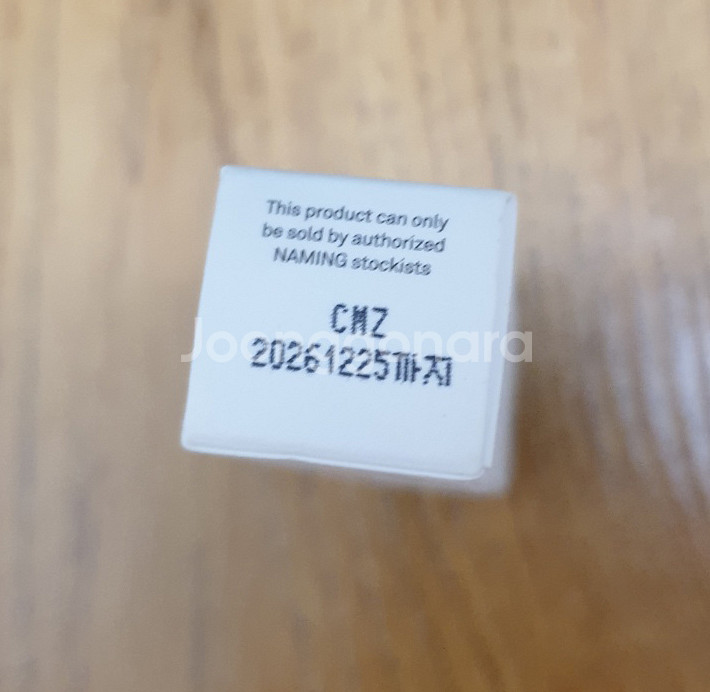 This product can only
be sold by authorized
NAMING stockists
CMZ
Joonggonara
20261225까지